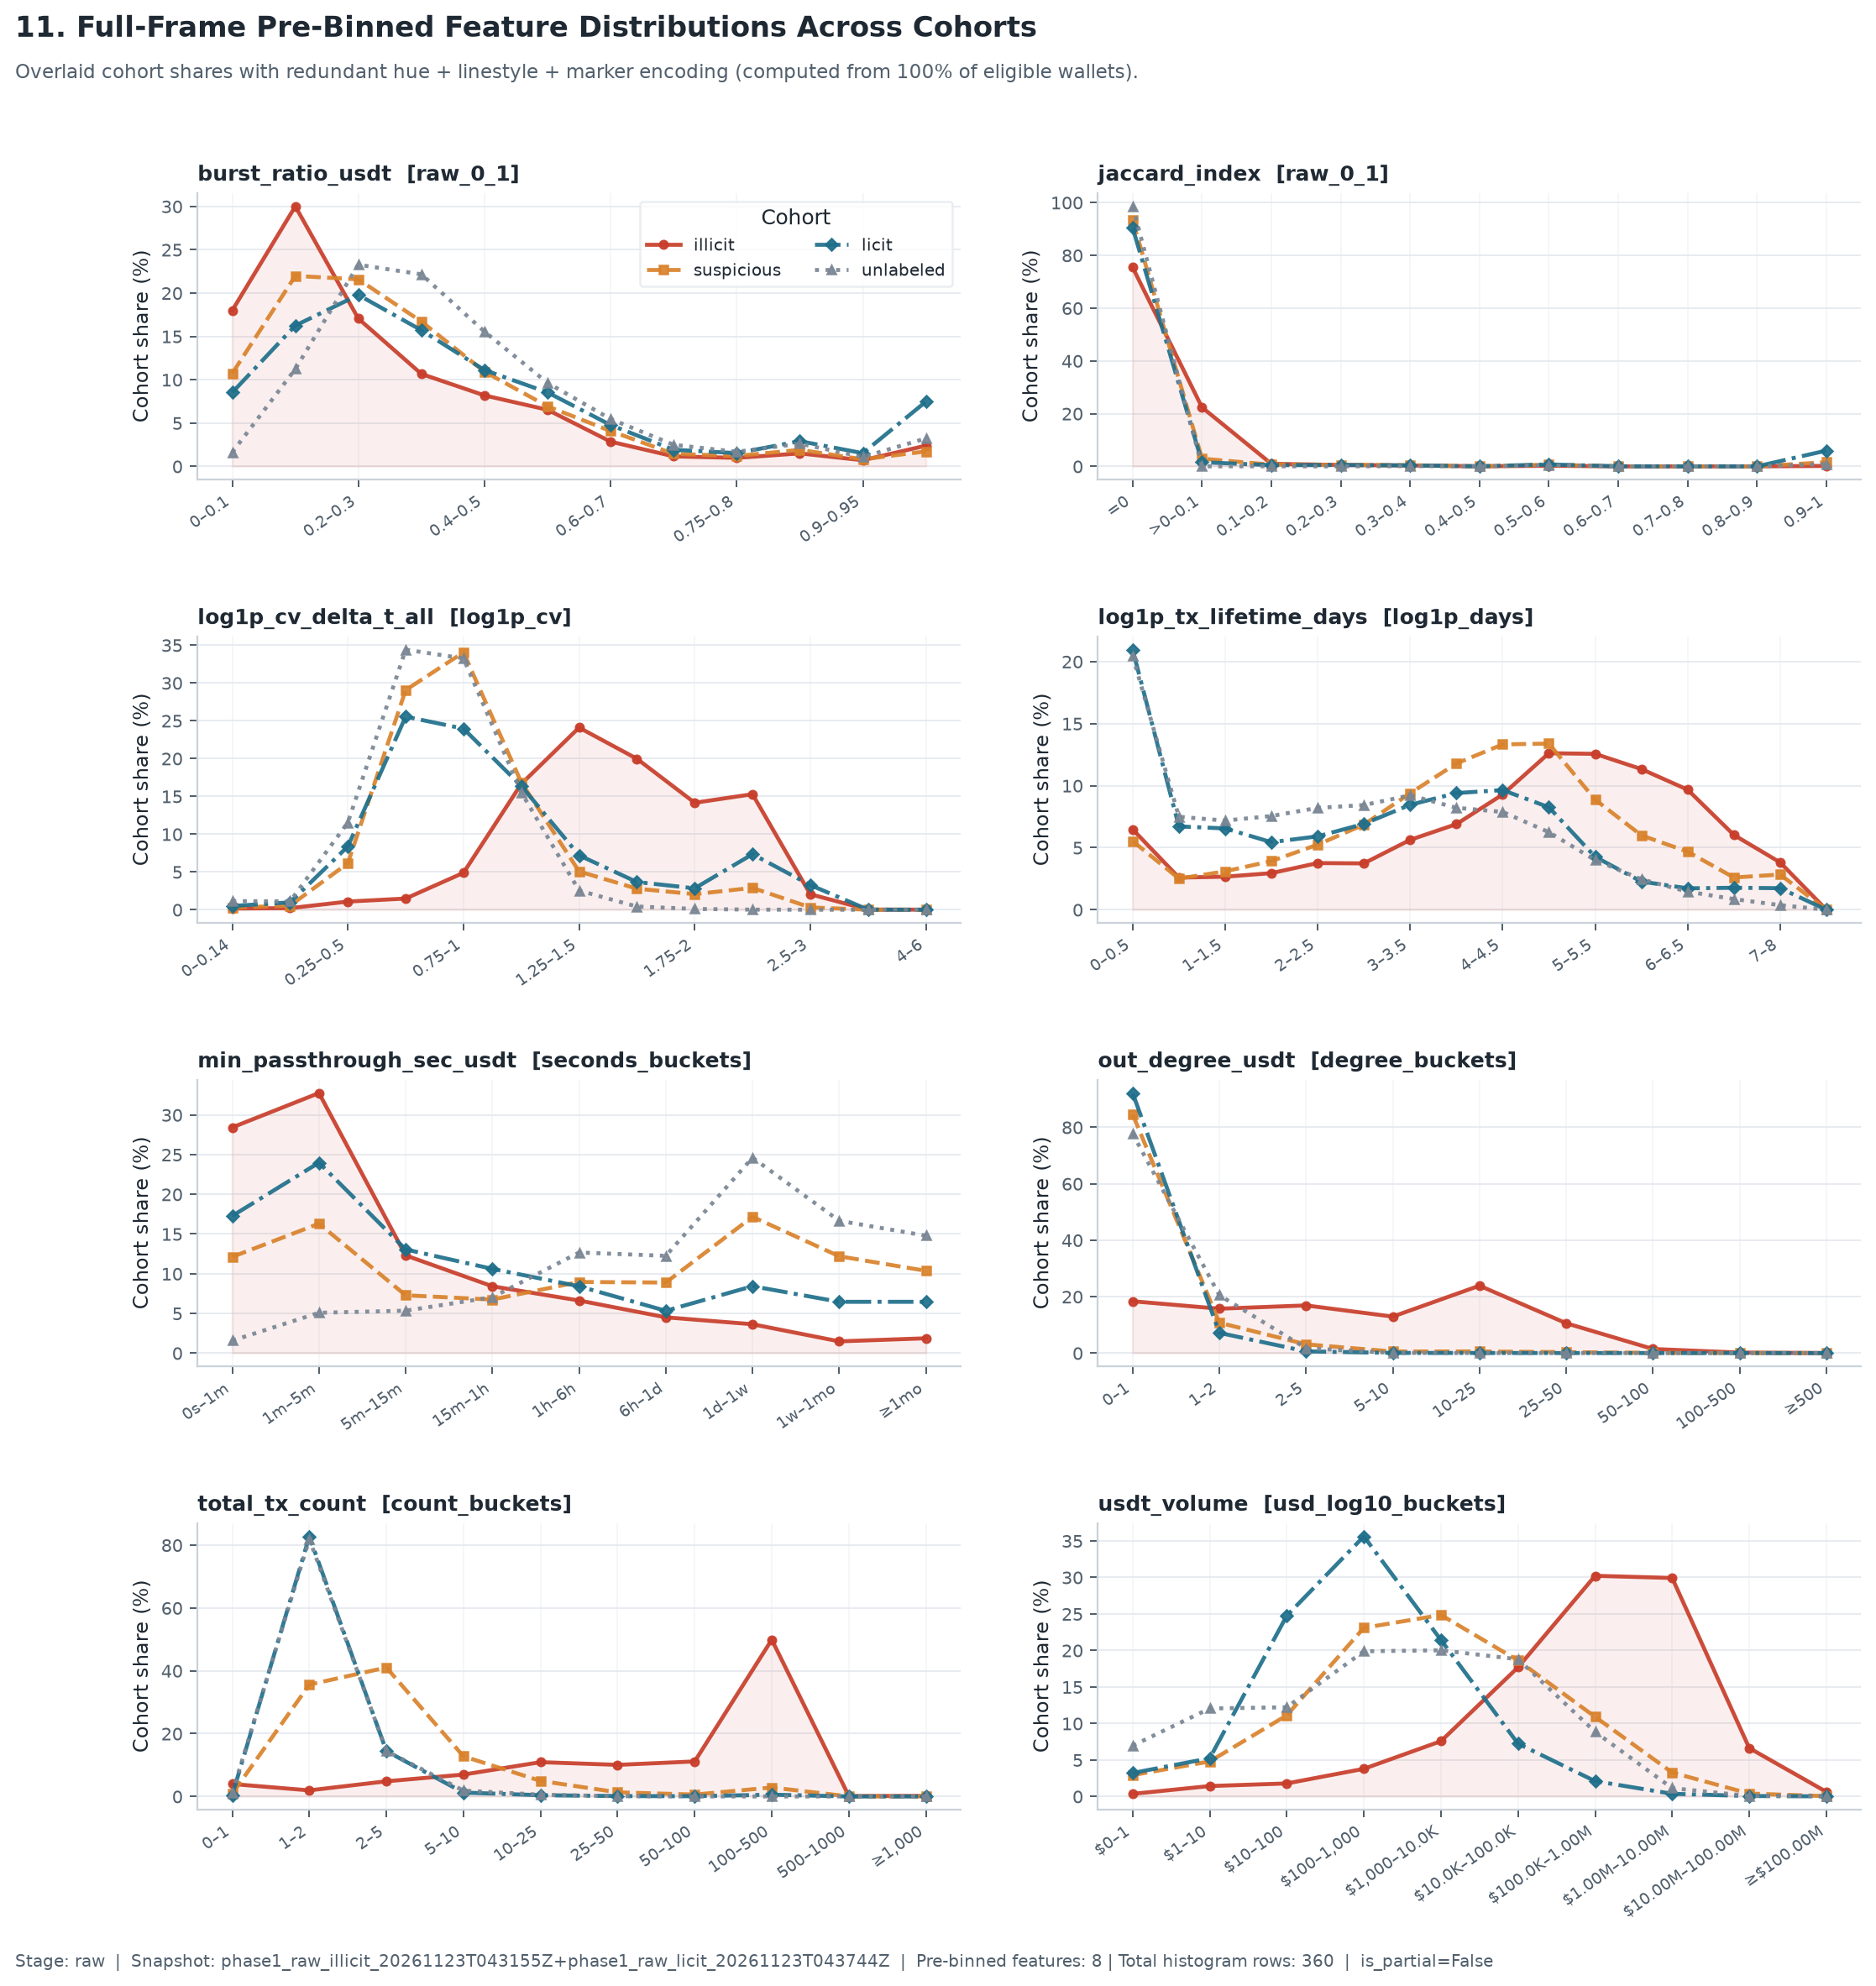 11. Full-Frame Pre-Binned Feature Distributions Across Cohorts
Overlaid cohort shares with redundant hue + linestyle + marker encoding (computed from 100% of eligible wallets).
burst_ratio_usdt [raw_0_1]
Cohort share (%)
30
25
20
15
10
5
0
Cohort
illicit
suspicious
licit
unlabeled
0–0.1
0.2–0.3
0.4–0.5
0.6–0.7
0.75–0.8
0.9–0.95
jaccard_index [raw_0_1]
Cohort share (%)
100
80
60
40
20
0
=0
>0–0.1
0.1–0.2
0.2–0.3
0.3–0.4
0.4–0.5
0.5–0.6
0.6–0.7
0.7–0.8
0.8–0.9
0.9–1
log1p_cv_delta_t_all [log1p_cv]
Cohort share (%)
35
30
25
20
15
10
5
0
0–0.14
0.25–0.5
0.75–1
1.25–1.5
1.75–2
2.5–3
4–6
log1p_tx_lifetime_days [log1p_days]
Cohort share (%)
20
15
10
5
0
0–0.5
1–1.5
2–2.5
3–3.5
4–4.5
5–5.5
6–6.5
7–8
min_passthrough_sec_usdt [seconds_buckets]
Cohort share (%)
30
25
20
15
10
5
0
0s–1m
1m–5m
5m–15m
15m–1h
1h–6h
6h–1d
1d–1w
1w–1mo
≥1mo
out_degree_usdt [degree_buckets]
Cohort share (%)
80
60
40
20
0
0–1
1–2
2–5
5–10
10–25
25–50
50–100
100–500
≥500
total_tx_count [count_buckets]
Cohort share (%)
80
60
40
20
0
0–1
1–2
2–5
5–10
10–25
25–50
50–100
100–500
500–1000
≥1,000
usdt_volume [usd_log10_buckets]
Cohort share (%)
35
30
25
20
15
10
5
0
$0–1
$1–10
$10–100
$100–1,000
$1,000–10.0K
$10.0K–100.0K
$100.0K–1.00M
$1.00M–10.00M
$10.00M–100.00M
≥$100.00M
Stage: raw | Snapshot: phase1_raw_illicit_20261123T043155Z+phase1_raw_licit_20261123T043744Z | Pre-binned features: 8 | Total histogram rows: 360 | is_partial=False